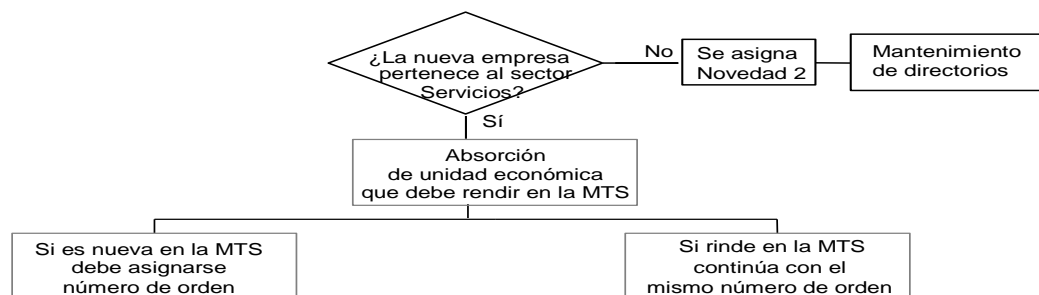 ¿La nueva empresa
pertenece al sector
Servicios?
No
Se asigna
Novedad 2
Mantenimiento
de directorios
Sí
Absorción
de unidad económica
que debe rendir en la MTS
Si es nueva en la MTS
debe asignarse
número de orden
Si rinde en la MTS
continúa con el
mismo número de orden